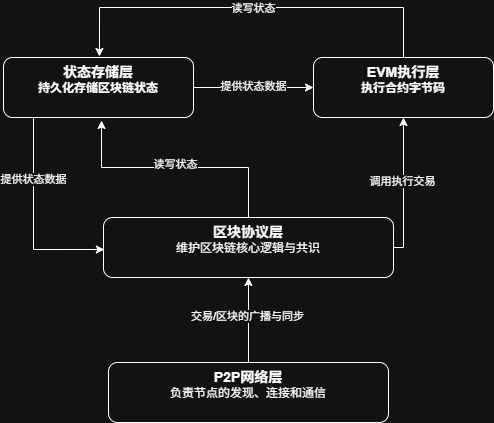 读写状态
状态存储层
持久化存储区块链状态
提供状态数据
EVM执行层
执行合约字节码
读写状态
提供状态数据
调用执行交易
区块协议层
维护区块链核心逻辑与共识
交易/区块的广播与同步
P2P网络层
负责节点的发现、连接和通信